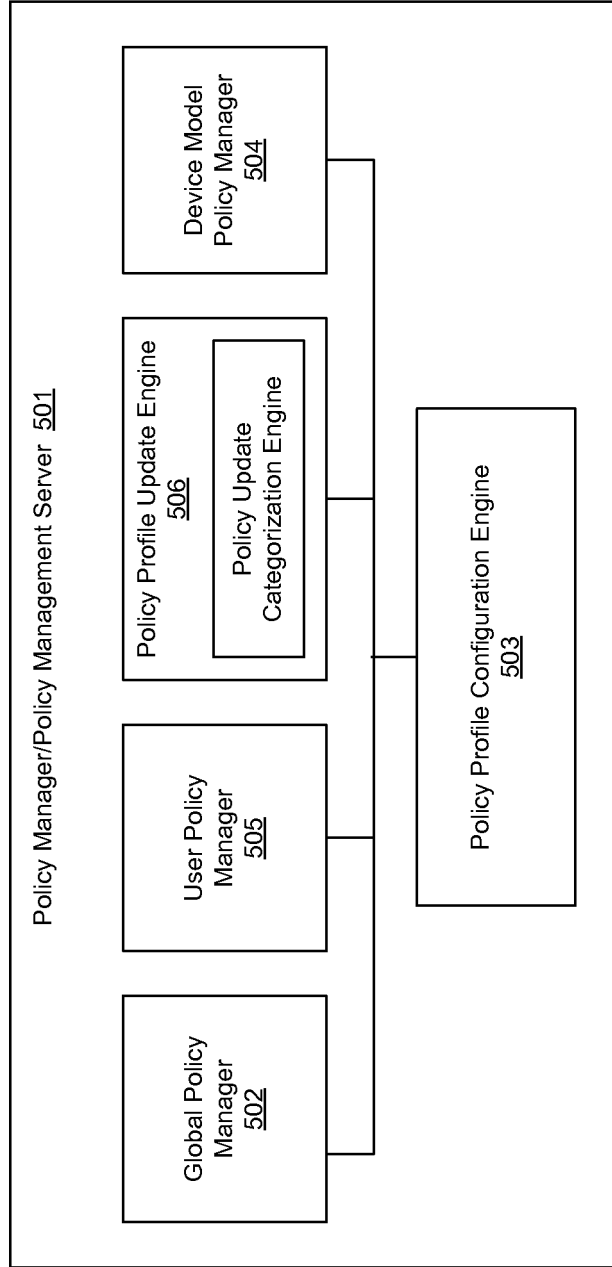 Policy Manager/Policy Management Server 501
Global Policy
Manager
502
User Policy
Manager
505
Policy Profile Update Engine
506
Policy Update
Categorization Engine
Device Model
Policy Manager
504
Policy Profile Configuration Engine
503